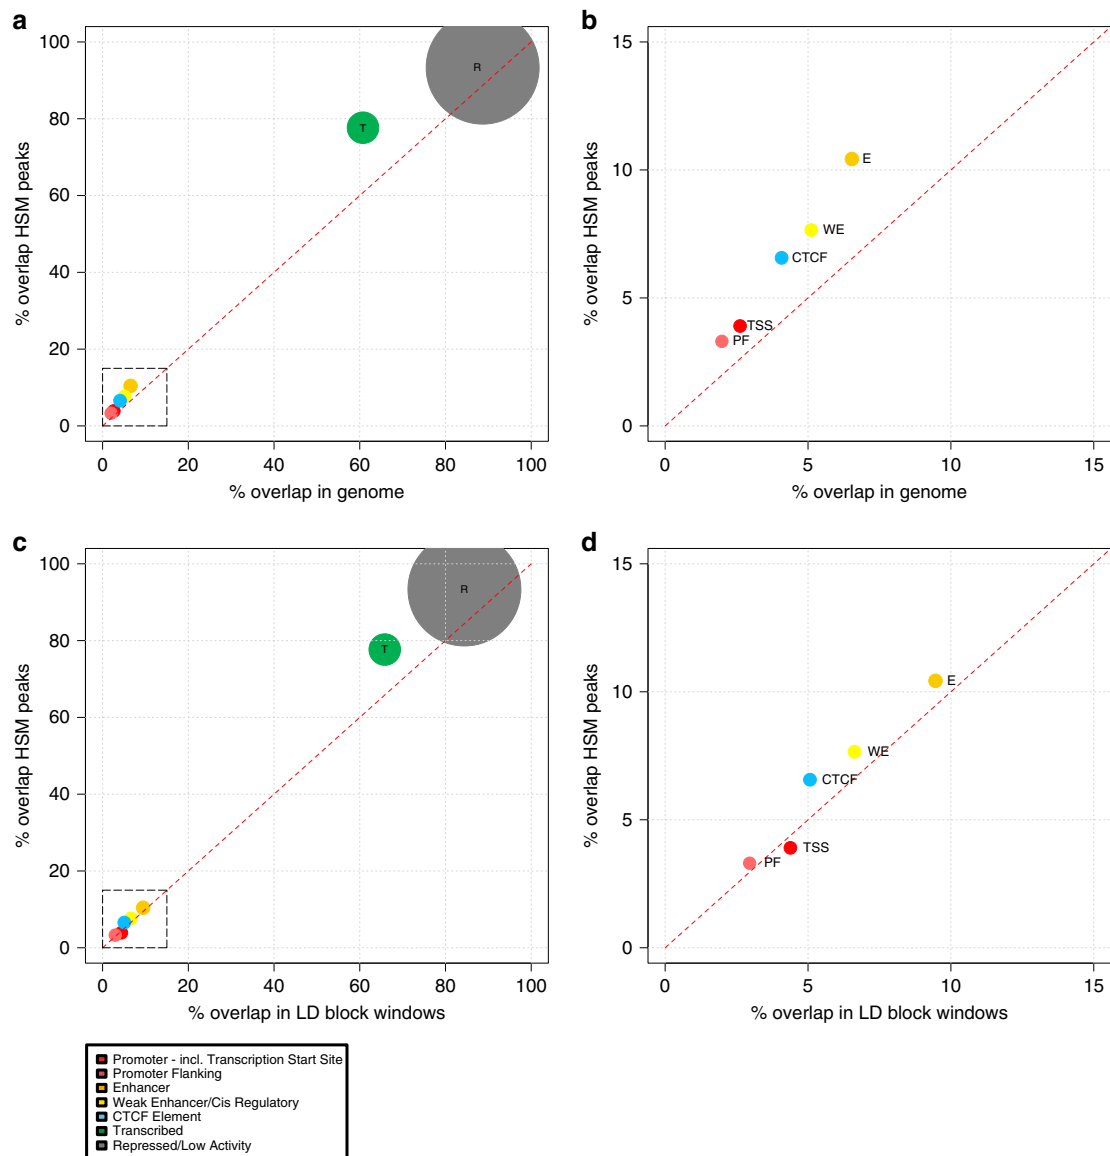 a
100
80
60
40
20
0
% overlap HSM peaks
R
T
0 20 40 60 80 100
% overlap in genome
b
15
10
5
0
% overlap HSM peaks
E
WE
CTCF
TSS
PF
0 5 10 15
% overlap in genome
c
100
80
60
40
20
0
% overlap HSM peaks
R
T
0 20 40 60 80 100
% overlap in LD block windows
d
15
10
5
0
% overlap HSM peaks
E
WE
CTCF
TSS
PF
0 5 10 15
% overlap in LD block windows
Promoter - incl. Transcription Start Site
Promoter Flanking
Enhancer
Weak Enhancer/Cis Regulatory
CTCF Element
Transcribed
Repressed/Low Activity